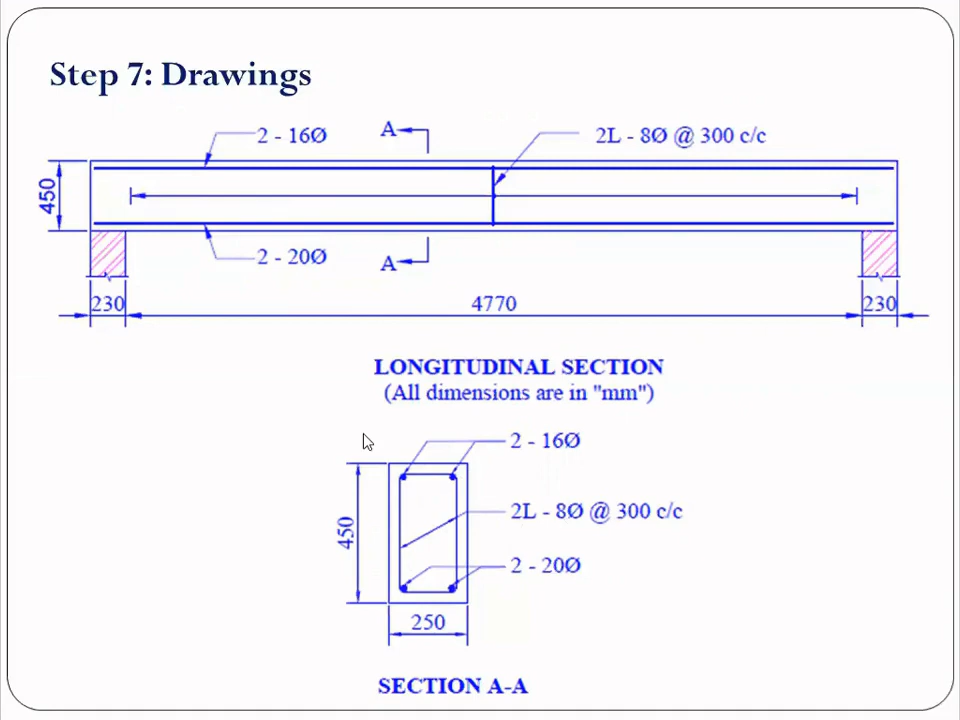 Step 7: Drawings
2 - 16Ø
A
2L - 8Ø @ 300 c/c
450
2 - 20Ø
A
230
4770
230
LONGITUDINAL SECTION
(All dimensions are in "mm")
2 - 16Ø
2L - 8Ø @ 300 c/c
450
2 - 20Ø
250
SECTION A-A